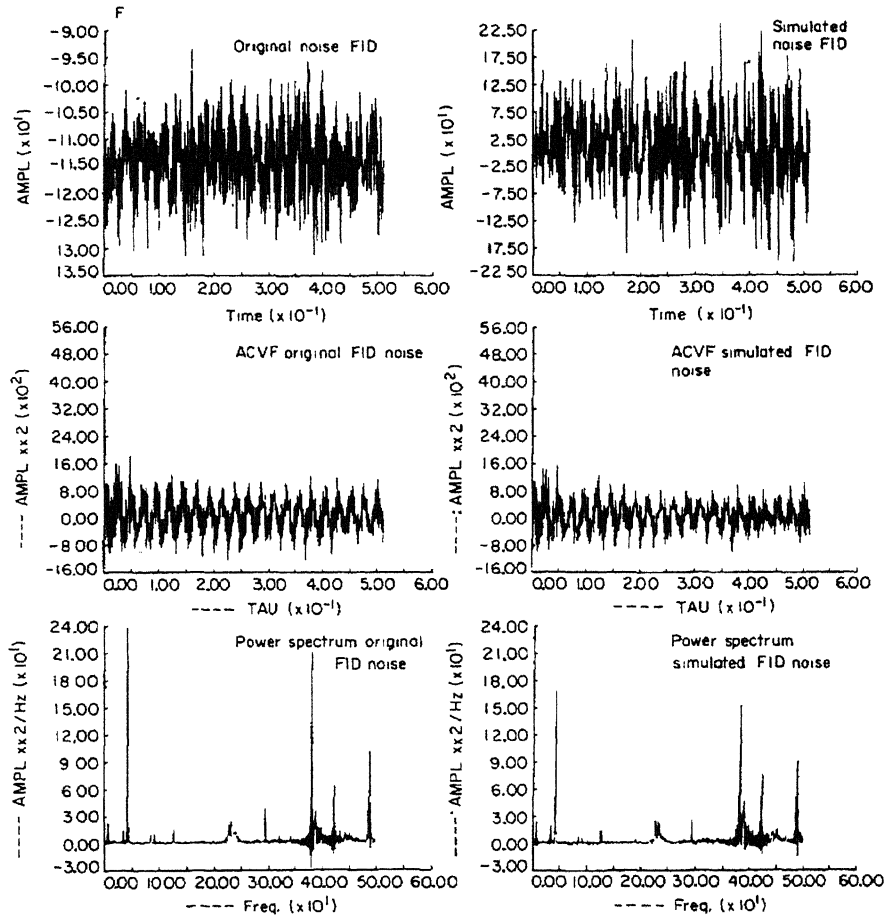 F
Original noise FID
-9.00
-9.50
-10.00
-10.50
-11.00
-11.50
-12.00
-12.50
13.00
13.50
AMPL (x10¹)
0.00 1.00 2.00 3.00 4.00 5.00 6.00
Time (x10⁻¹)
Simulated
noise FID
22.50
17.50
12.50
7.50
2.50
-2.50
-7.50
-12.50
17.50
-22.50
AMPL (x10¹)
0.00 1.00 2.00 3.00 4.00 5.00 6.00
Time (x10⁻¹)
ACVF original FID noise
56.00
48.00
40.00
32.00
24.00
16.00
8.00
0.00
-8.00
-16.00
---- AMPL xx2 (x10²)
0.00 1.00 2.00 3.00 4.00 5.00 6.00
---- TAU (x10⁻¹)
ACVF simulated FID
noise
56.00
48.00
40.00
32.00
24.00
16.00
8.00
0.00
-8.00
-16.00
----: AMPL xx2 (x10²)
0.00 1.00 2.00 3.00 4.00 5.00 6.00
---- TAU (x10⁻¹)
Power spectrum original
FID noise
24.00
21.00
18.00
15.00
12.00
9.00
6.00
3.00
0.00
-3.00
---- AMPL xx2/Hz (x10¹)
0.00 10.00 20.00 30.00 40.00 50.00 60.00
---- Freq. (x10¹)
Power spectrum
simulated FID noise
24.00
21.00
18.00
15.00
12.00
9.00
6.00
3.00
0.00
-3.00
----· AMPL xx2/Hz (x10¹)
0.00 10.00 20.00 30.00 40.00 50.00 60.00
---- Freq. (x10¹)